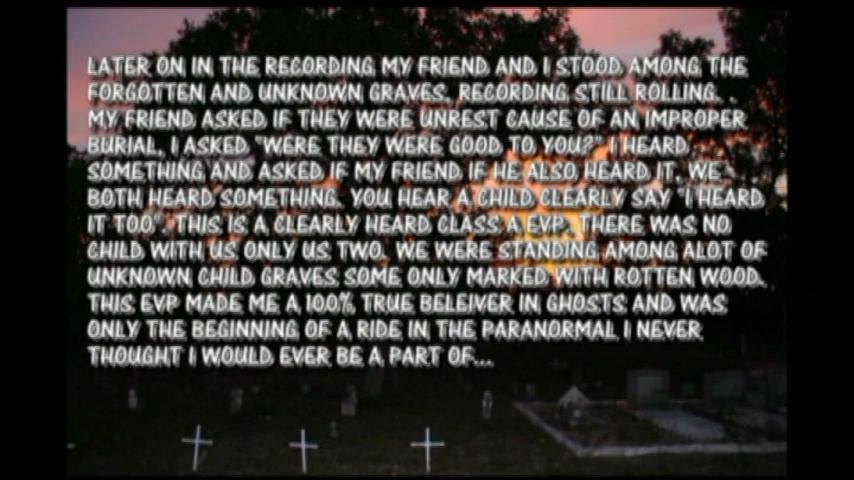 LATER ON IN THE RECORDING MY FRIEND AND I STOOD AMONG THE
FORGOTTEN AND UNKNOWN GRAVES. RECORDING STILL ROLLING. .
MY FRIEND ASKED IF THEY WERE UNREST CAUSE OF AN IMPROPER
BURIAL, I ASKED "WERE THEY WERE GOOD TO YOU?" I HEARD
SOMETHING AND ASKED IF MY FRIEND IF HE ALSO HEARD IT. WE
BOTH HEARD SOMETHING. YOU HEAR A CHILD CLEARLY SAY "I HEARD
IT TOO". THIS IS A CLEARLY HEARD CLASS A EVP. THERE WAS NO
CHILD WITH US ONLY US TWO. WE WERE STANDING AMONG ALOT OF
UNKNOWN CHILD GRAVES SOME ONLY MARKED WITH ROTTEN WOOD.
THIS EVP MADE ME A 100% TRUE BELEIVER IN GHOSTS AND WAS
ONLY THE BEGINNING OF A RIDE IN THE PARANORMAL I NEVER
THOUGHT I WOULD EVER BE A PART OF...